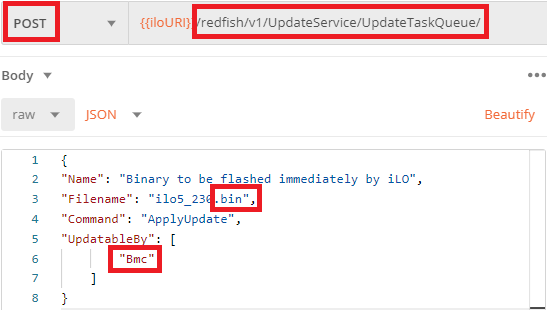 POST {{iloURI}}/redfish/v1/UpdateService/UpdateTaskQueue/
Body
raw JSON Beautify
1 {
2 "Name": "Binary to be flashed immediately by iLO",
3 "Filename": "ilo5_230.bin",
4 "Command": "ApplyUpdate",
5 "UpdatableBy": [
6 "Bmc"
7 ]
8 }